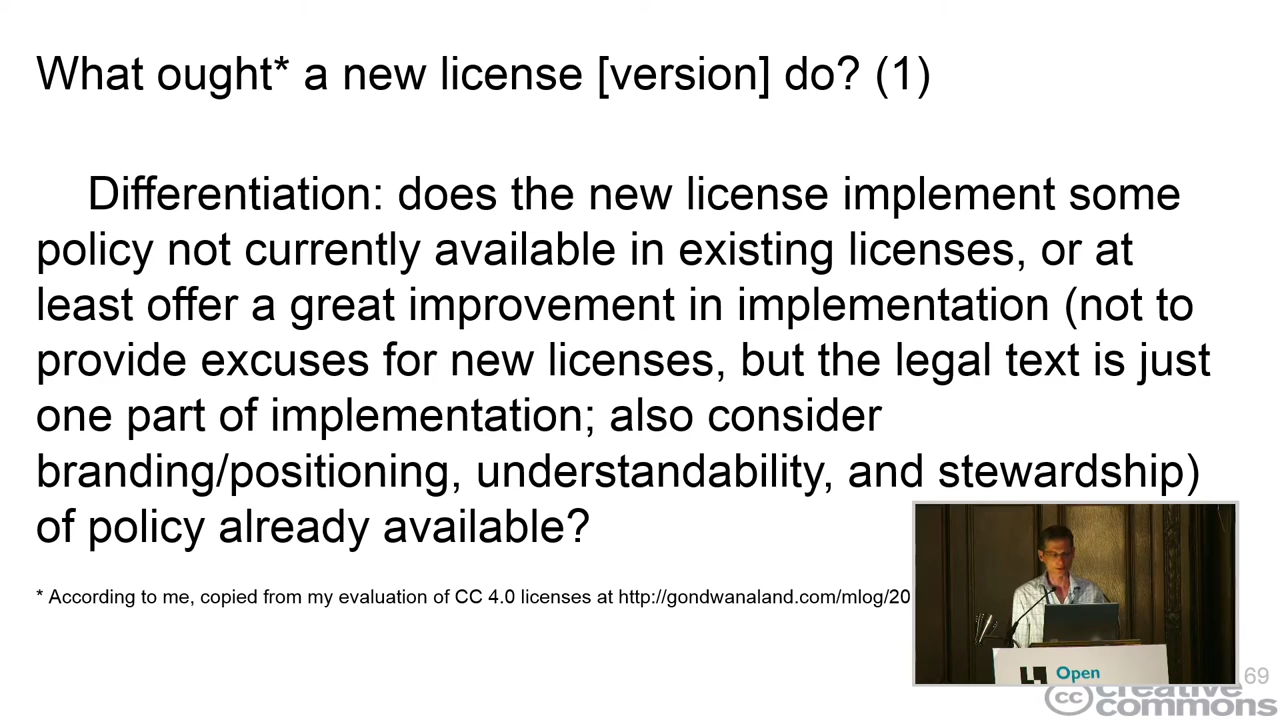 What ought* a new license [version] do? (1)
Differentiation: does the new license implement some
policy not currently available in existing licenses, or at
least offer a great improvement in implementation (not to
provide excuses for new licenses, but the legal text is just
one part of implementation; also consider
branding/positioning, understandability, and stewardship)
of policy already available?
* According to me, copied from my evaluation of CC 4.0 licenses at http://gondwanaland.com/mlog/20
Open
69
cc creative
commons